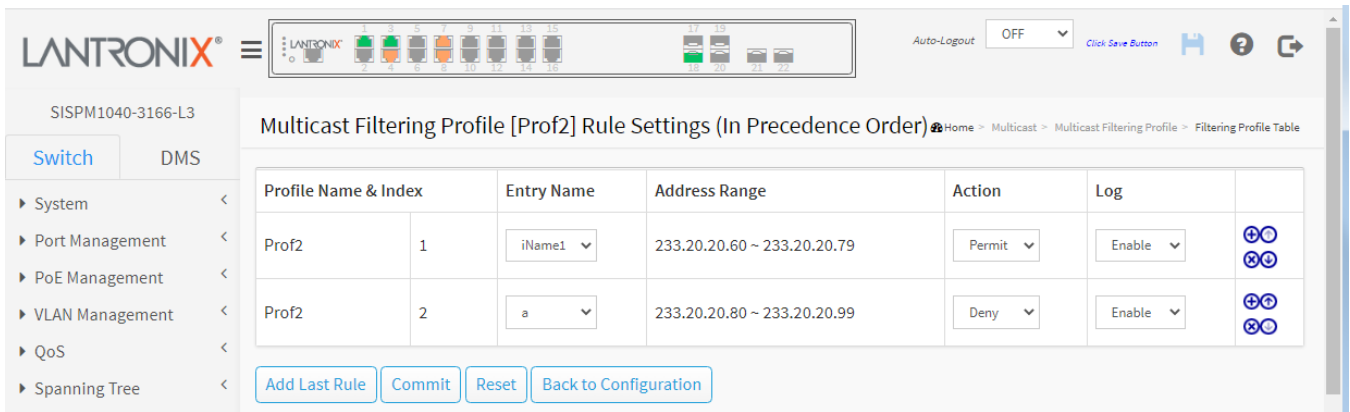 LANTRONIX®
LANTRONIX
1 3 5 7 9 11 13 15 17 19
2 4 6 8 10 12 14 16 18 20 21 22
Auto-Logout OFF Click Save Button
SISPM1040-3166-L3
Switch DMS
System
Port Management
PoE Management
VLAN Management
QoS
Spanning Tree
Multicast Filtering Profile [Prof2] Rule Settings (In Precedence Order)
Home > Multicast > Multicast Filtering Profile > Filtering Profile Table
Profile Name & Index Entry Name Address Range Action Log
Prof2 1 iName1 233.20.20.60 ~ 233.20.20.79 Permit Enable
Prof2 2 a 233.20.20.80 ~ 233.20.20.99 Deny Enable
Add Last Rule Commit Reset Back to Configuration